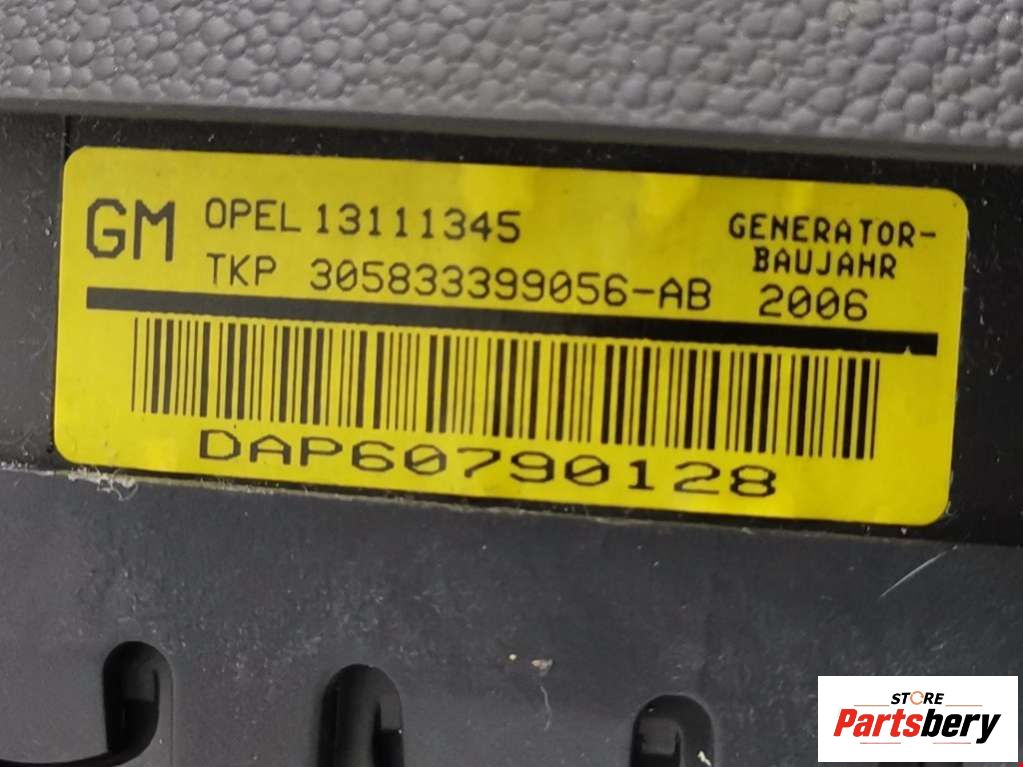 GM
OPEL 13111345
TKP 305833399056-AB
GENERATOR-
BAUJAHR
2006
DAP60790128
STORE
Partsbery